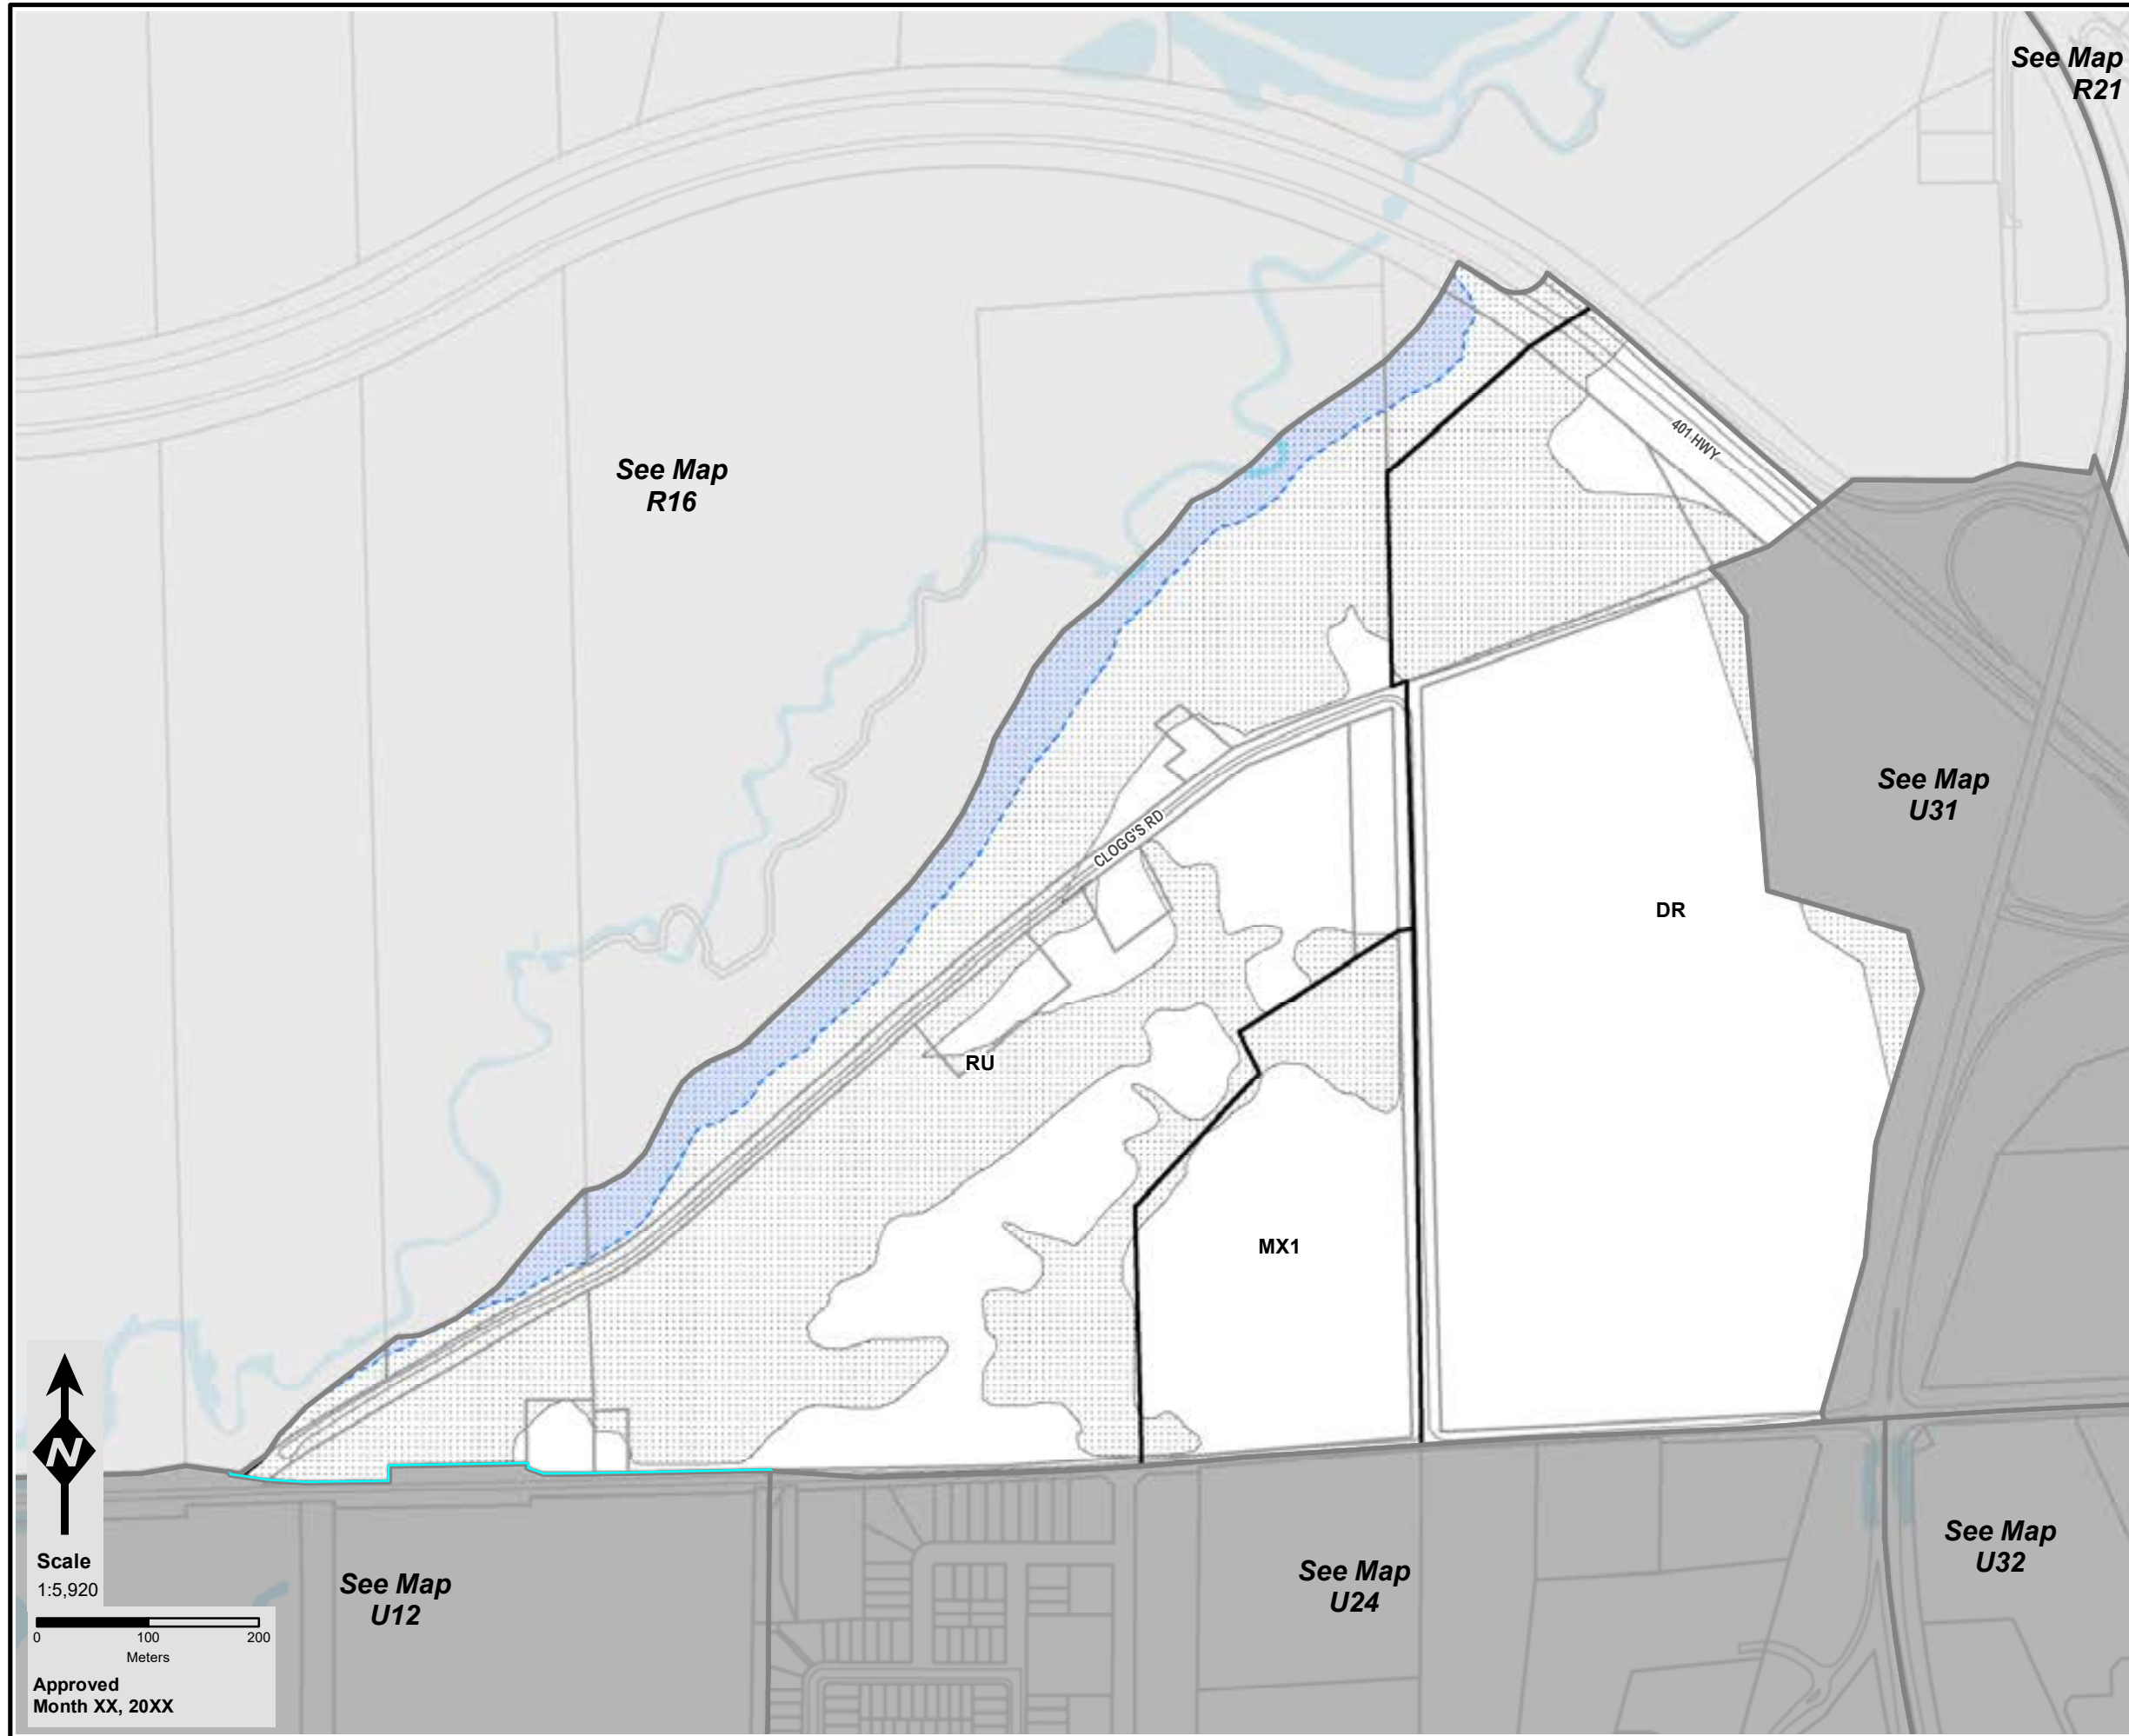 See Map
R21
401 HWY
See Map
R16
See Map
U31
CLOGG'S RD
DR
RU
MX1
N
Scale
1:5,920
0 100 200
Meters
Approved
Month XX, 20XX
See Map
U12
See Map
U24
See Map
U32